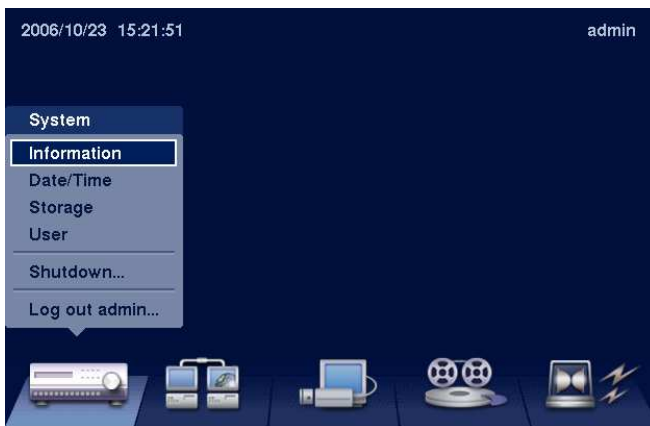 2006/10/23 15:21:51
admin
System
Information
Date/Time
Storage
User
Shutdown...
Log out admin...